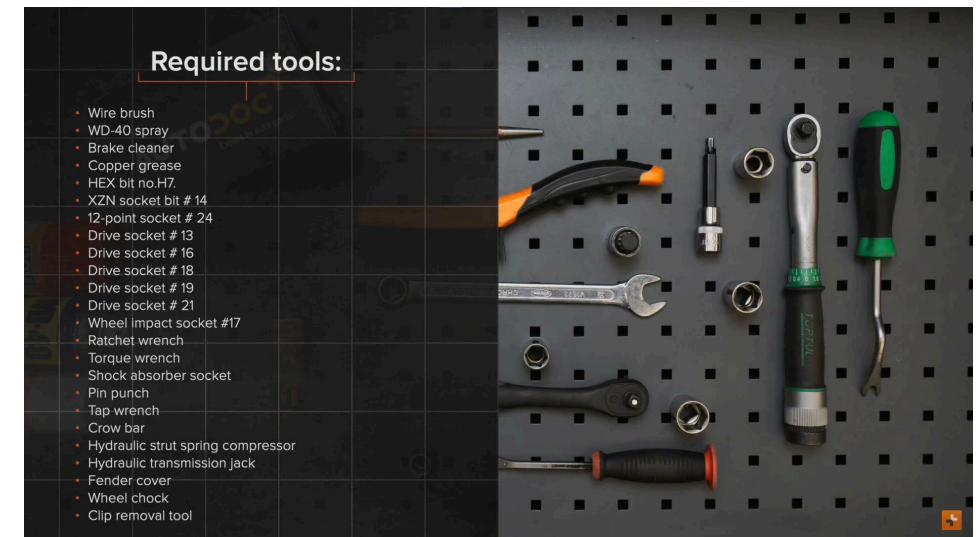 Required tools:
• Wire brush
• WD-40 spray
• Brake cleaner
Copper grease
• HEX bit no.H7.
• XZN socket bit # 14
• 12-point socket # 24
• Drive socket # 13
• Drive socket # 16
• Drive socket # 18
• Drive socket # 19
• Drive socket # 21
• Wheel impact socket #17
• Ratchet wrench
• Torque wrench
• Shock absorber socket
• Pin punch
• Tap wrench
• Crow bar
• Hydraulic strut spring compressor
• Hydraulic transmission jack
• Fender cover
• Wheel chock
• Clip removal tool
AUTODOC
TOPTUL